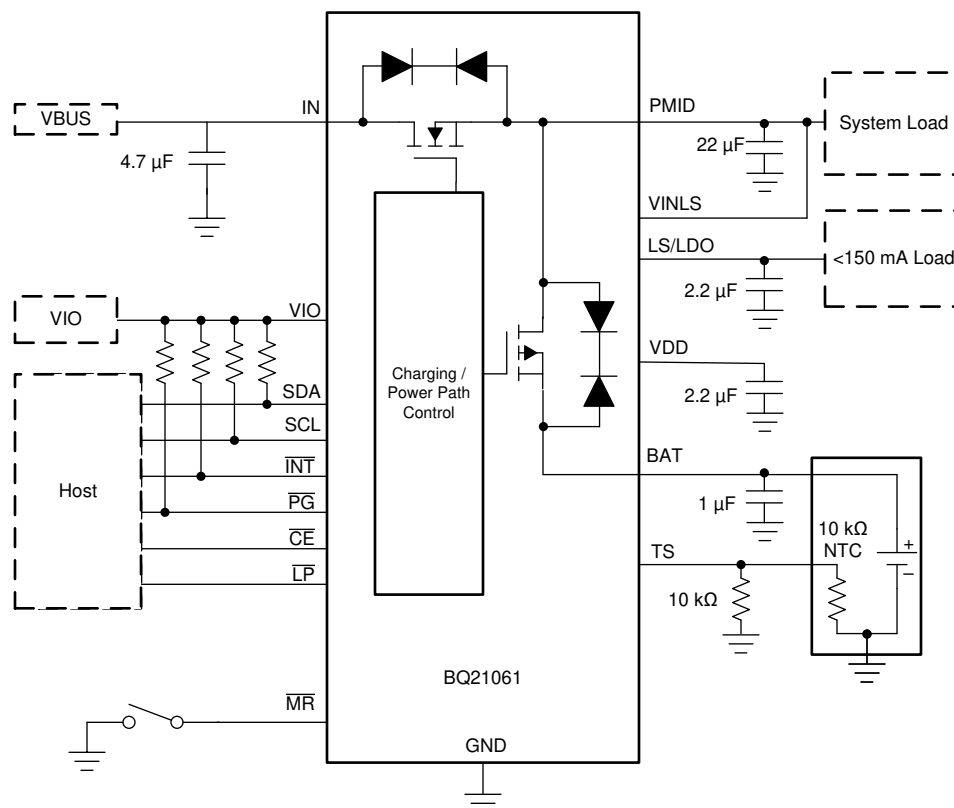 VBUS
IN
4.7 µF
PMID
System Load
22 µF
VINLS
LS/LDO
<150 mA Load
2.2 µF
VIO
VIO
VDD
2.2 µF
Charging /
Power Path
Control
SDA
SCL
INT
PG
CE
LP
Host
BAT
1 µF
10 kΩ
NTC
+
−
TS
10 kΩ
BQ21061
MR
GND